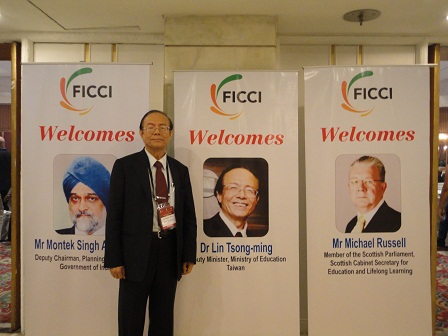 FICCI
Welcomes
Mr Montek Singh A
Deputy Chairman, Planning
Government of In
FICCI
Welcomes
Dr Lin Tsong-ming
puty Minister, Ministry of Education
Taiwan
FICCI
Welcomes
Mr Michael Russell
Member of the Scottish Parliament,
Scottish Cabinet Secretary for
Education and Lifelong Learning